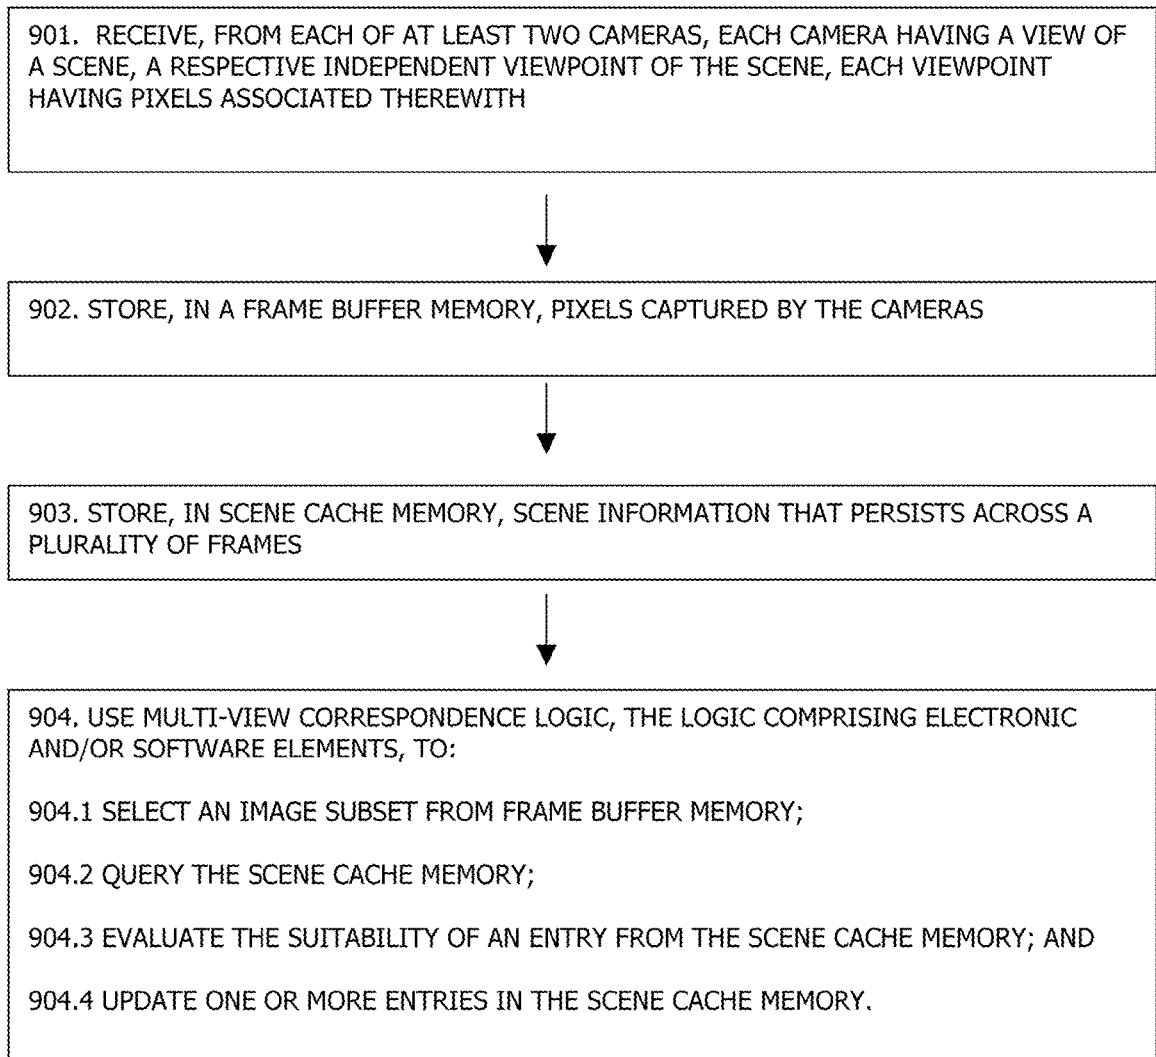 901. RECEIVE, FROM EACH OF AT LEAST TWO CAMERAS, EACH CAMERA HAVING A VIEW OF
A SCENE, A RESPECTIVE INDEPENDENT VIEWPOINT OF THE SCENE, EACH VIEWPOINT
HAVING PIXELS ASSOCIATED THEREWITH
902. STORE, IN A FRAME BUFFER MEMORY, PIXELS CAPTURED BY THE CAMERAS
903. STORE, IN SCENE CACHE MEMORY, SCENE INFORMATION THAT PERSISTS ACROSS A
PLURALITY OF FRAMES
904. USE MULTI-VIEW CORRESPONDENCE LOGIC, THE LOGIC COMPRISING ELECTRONIC
AND/OR SOFTWARE ELEMENTS, TO:
904.1 SELECT AN IMAGE SUBSET FROM FRAME BUFFER MEMORY;
904.2 QUERY THE SCENE CACHE MEMORY;
904.3 EVALUATE THE SUITABILITY OF AN ENTRY FROM THE SCENE CACHE MEMORY; AND
904.4 UPDATE ONE OR MORE ENTRIES IN THE SCENE CACHE MEMORY.